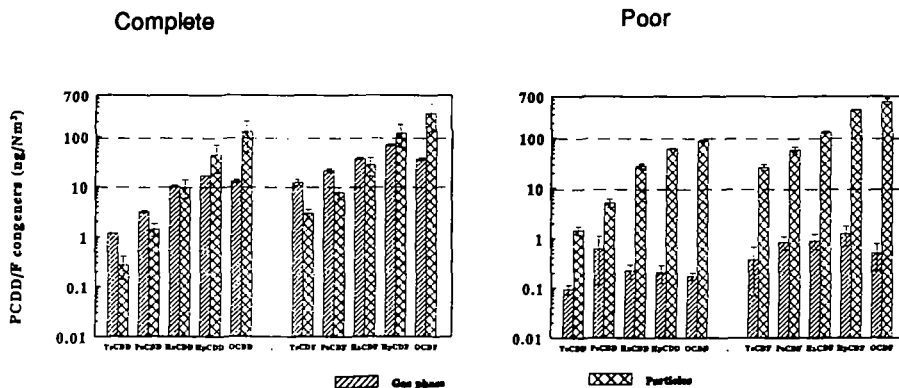 Complete
Poor
PCDD/F congeners (ng/Nm³)
700
100
10
1
0.1
0.01
TeCDD PeCDD HxCDD HpCDD OCDD TeCDF PeCDF HxCDF HpCDF OCDF
700
100
10
1
0.1
0.01
TeCDD PeCDD HxCDD HpCDD OCDD TeCDF PeCDF HxCDF HpCDF OCDF
Gas phase
Particles